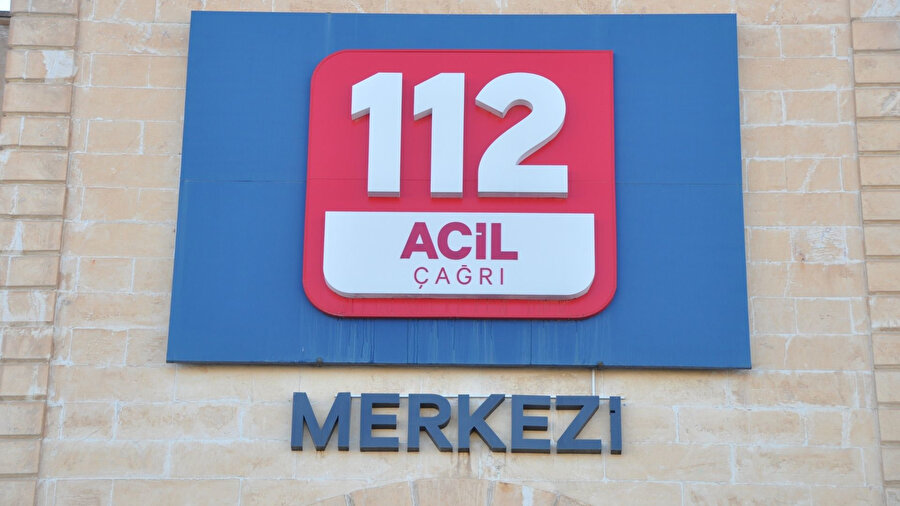 112
ACİL
ÇAĞRI
MERKEZİ